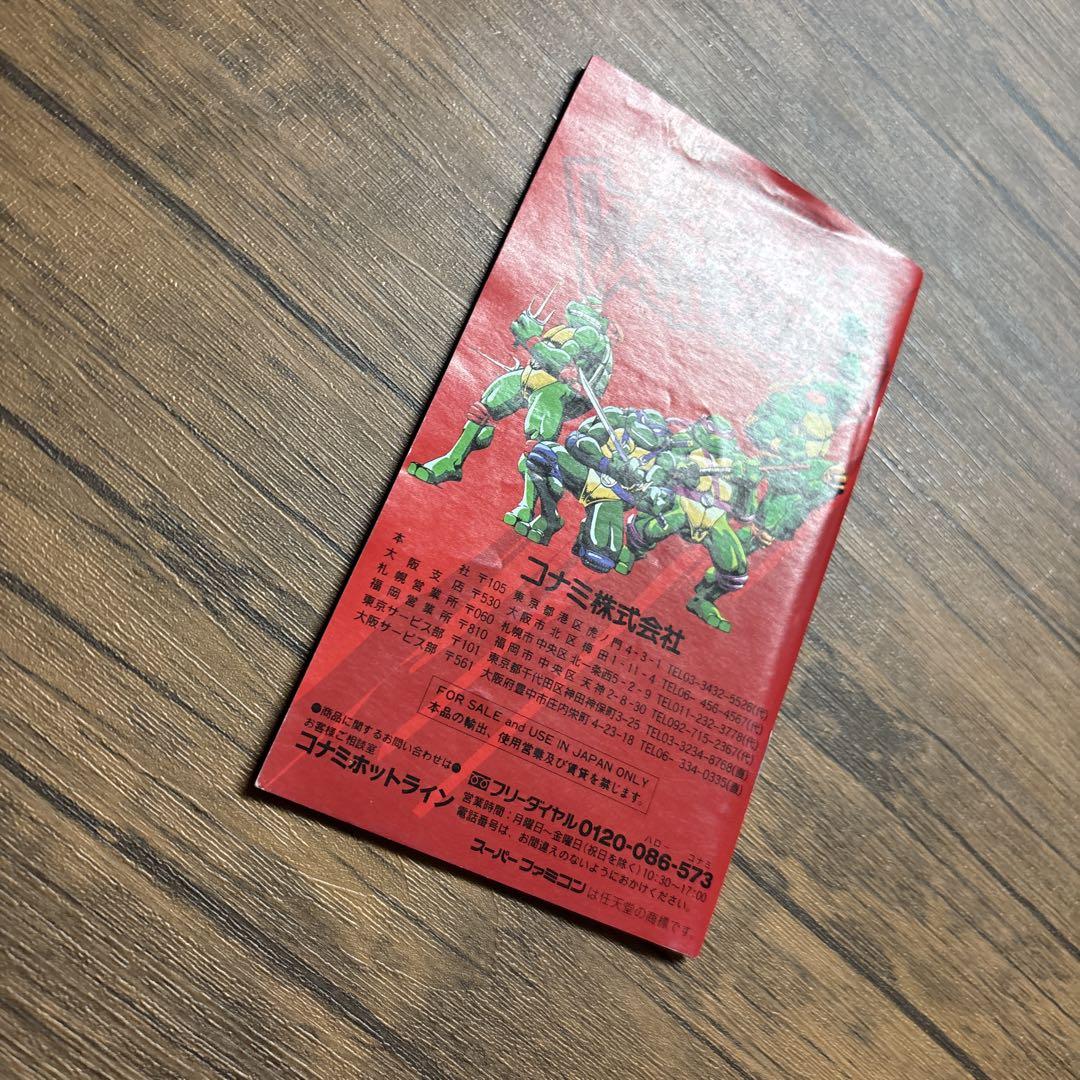 コナミ株式会社
本社 〒105 東京都港区虎ノ門4-3-1 TEL03-3432-5526(代)
大阪支店 〒530 大阪市北区梅田1-11-4 TEL06-456-4567(代)
札幌営業所 〒060 札幌市中央区北一条西5-2-9 TEL011-232-3778(代)
福岡営業所 〒810 福岡市中央区天神2-8-30 TEL092-715-2367(代)
東京サービス部 〒101 東京都千代田区神田神保町3-25 TEL03-3234-8768(直)
大阪サービス部 〒561 大阪府豊中市庄内栄町4-23-18 TEL06-334-0335(直)
FOR SALE and USE IN JAPAN ONLY
本品の輸出、使用営業及び賃貸を禁じます。
●商品に関するお問い合わせは●
お客様ご相談室
コナミホットライン
ハロー コナミ
フリーダイヤル0120-086-573
営業時間:月曜日~金曜日(祝日を除く)10:30~17:00
電話番号は、お間違えのないようにおかけください。
スーパーファミコンは任天堂の商標です。